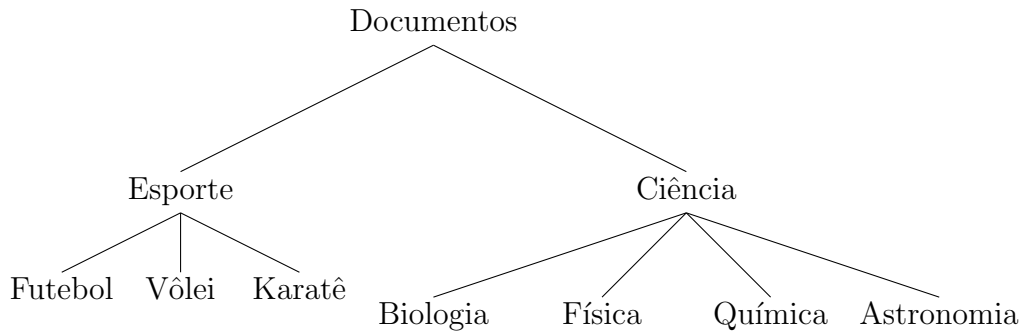 Documentos
Esporte Ciência
Futebol Vôlei Karatê
Biologia Física Química Astronomia